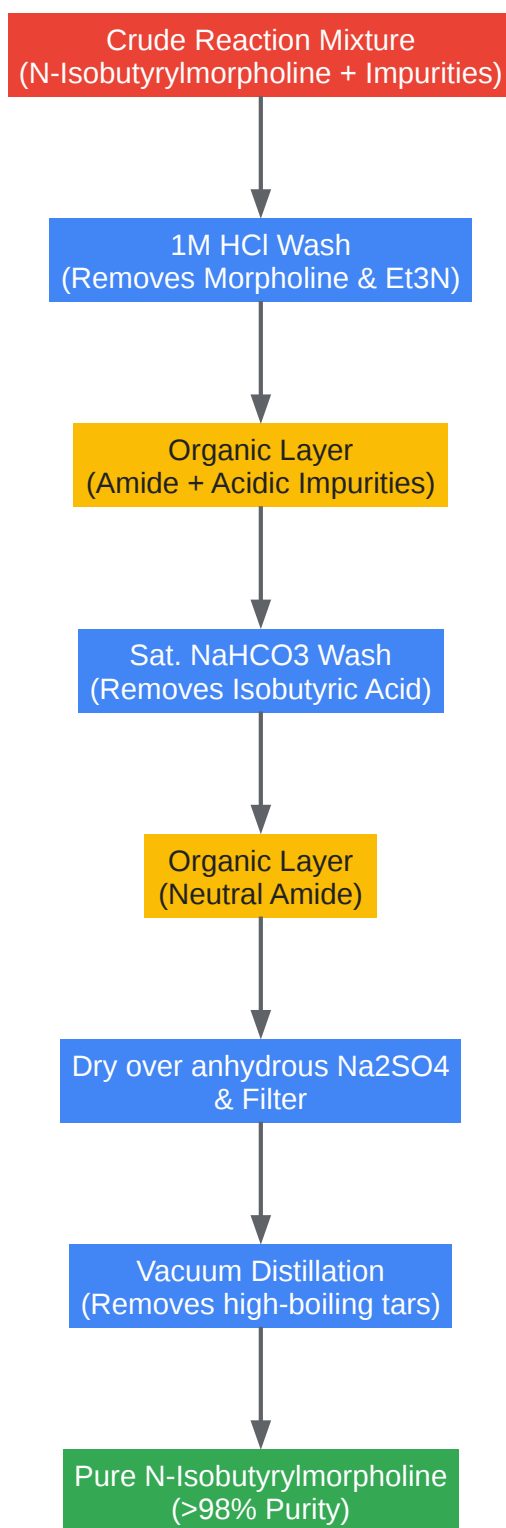 Crude Reaction Mixture
(N-Isobutyrylmorpholine + Impurities)
1M HCl Wash
(Removes Morpholine & Et3N)
Organic Layer
(Amide + Acidic Impurities)
Sat. NaHCO3 Wash
(Removes Isobutyric Acid)
Organic Layer
(Neutral Amide)
Dry over anhydrous Na2SO4
& Filter
Vacuum Distillation
(Removes high-boiling tars)
Pure N-Isobutyrylmorpholine
(>98% Purity)